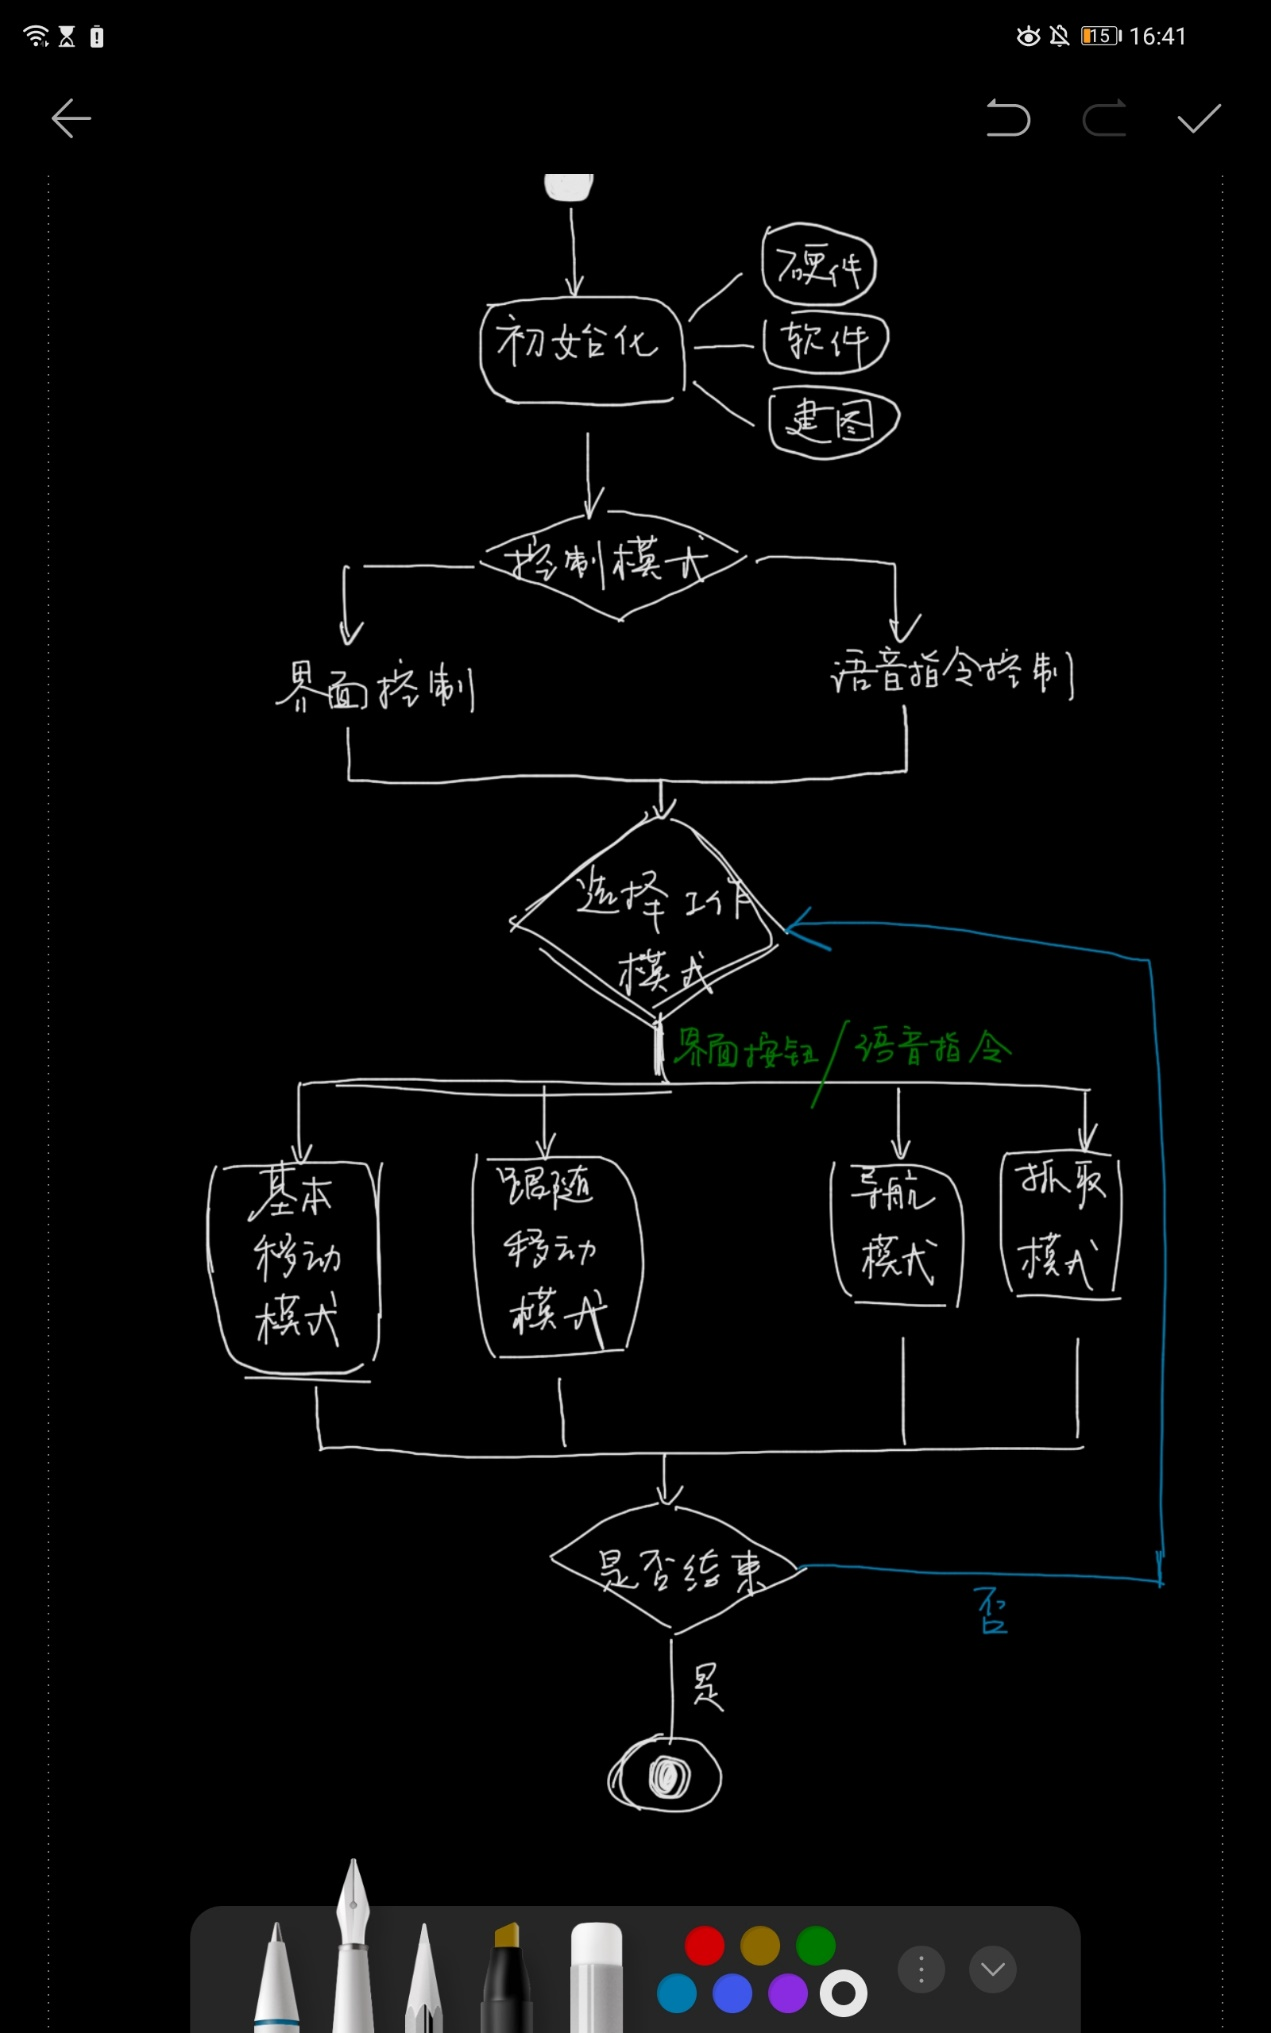 15 16:41
硬件
初始化
软件
建图
控制模式
界面控制
语音指令控制
选择工作
模式
界面按钮/语音指令
基本
移动
模式
跟随
移动
模式
导航
模式
抓取
模式
是否结束
否
是